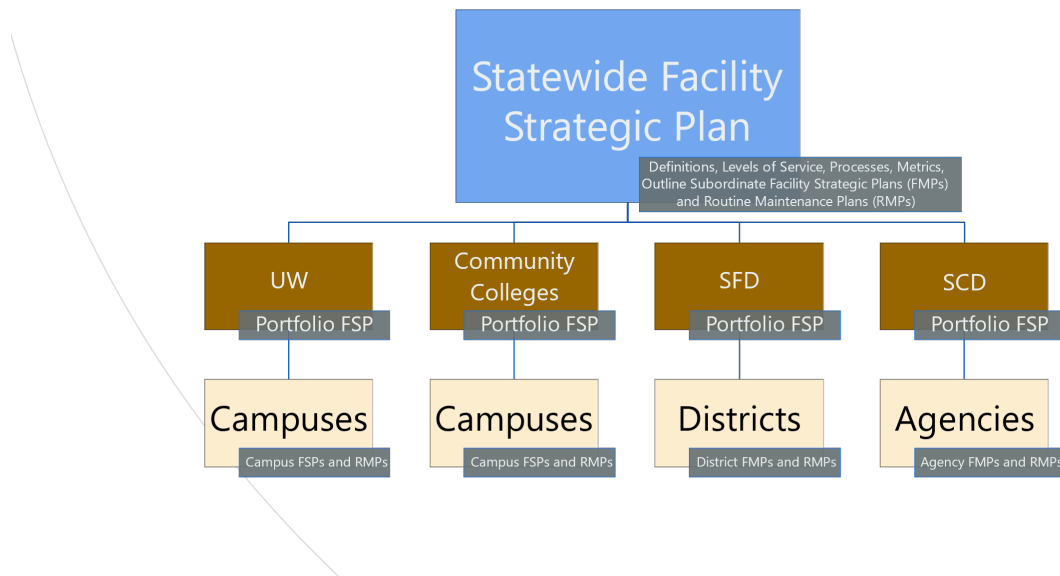 Statewide Facility
Strategic Plan
Definitions, Levels of Service, Processes, Metrics,
Outline Subordinate Facility Strategic Plans (FMPs)
and Routine Maintenance Plans (RMPs)
UW
Portfolio FSP
Community
Colleges
Portfolio FSP
SFD
Portfolio FSP
SCD
Portfolio FSP
Campuses
Campus FSPs and RMPs
Campuses
Campus FSPs and RMPs
Districts
District FMPs and RMPs
Agencies
Agency FMPs and RMPs